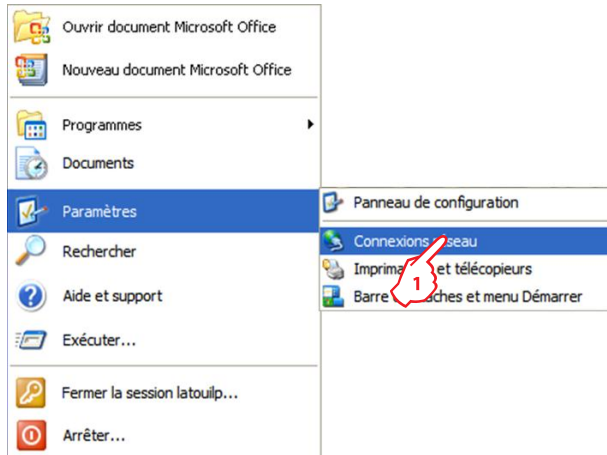 Ouvrir document Microsoft Office
Nouveau document Microsoft Office
Programmes
Documents
Paramètres
Panneau de configuration
Connexions réseau
Rechercher
et télécopieurs
Aide et support
1
Barre et menu Démarrer
Exécuter...
Fermer la session latouilp...
Arrêter...